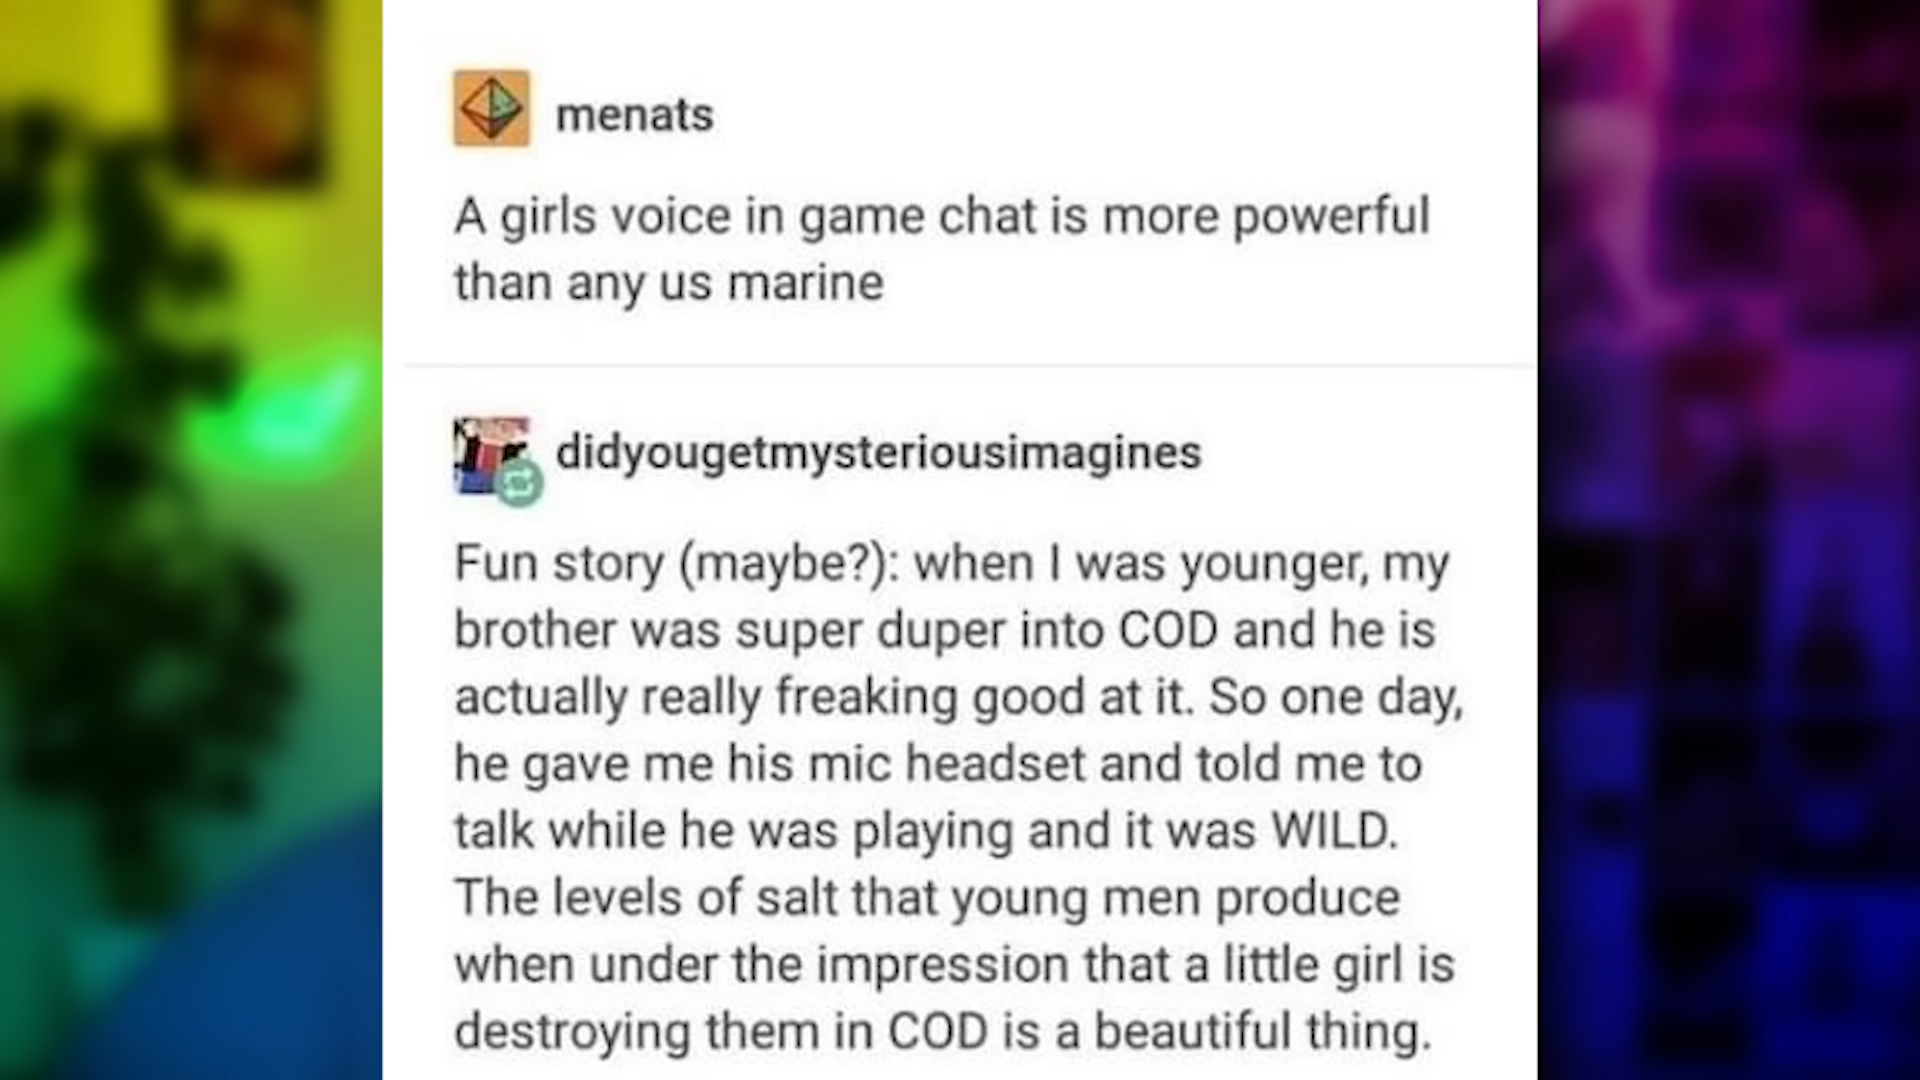 menats
A girls voice in game chat is more powerful
than any us marine
didyougetmysteriousimagines
Fun story (maybe?): when I was younger, my
brother was super duper into COD and he is
actually really freaking good at it. So one day,
he gave me his mic headset and told me to
talk while he was playing and it was WILD.
The levels of salt that young men produce
when under the impression that a little girl is
destroying them in COD is a beautiful thing.